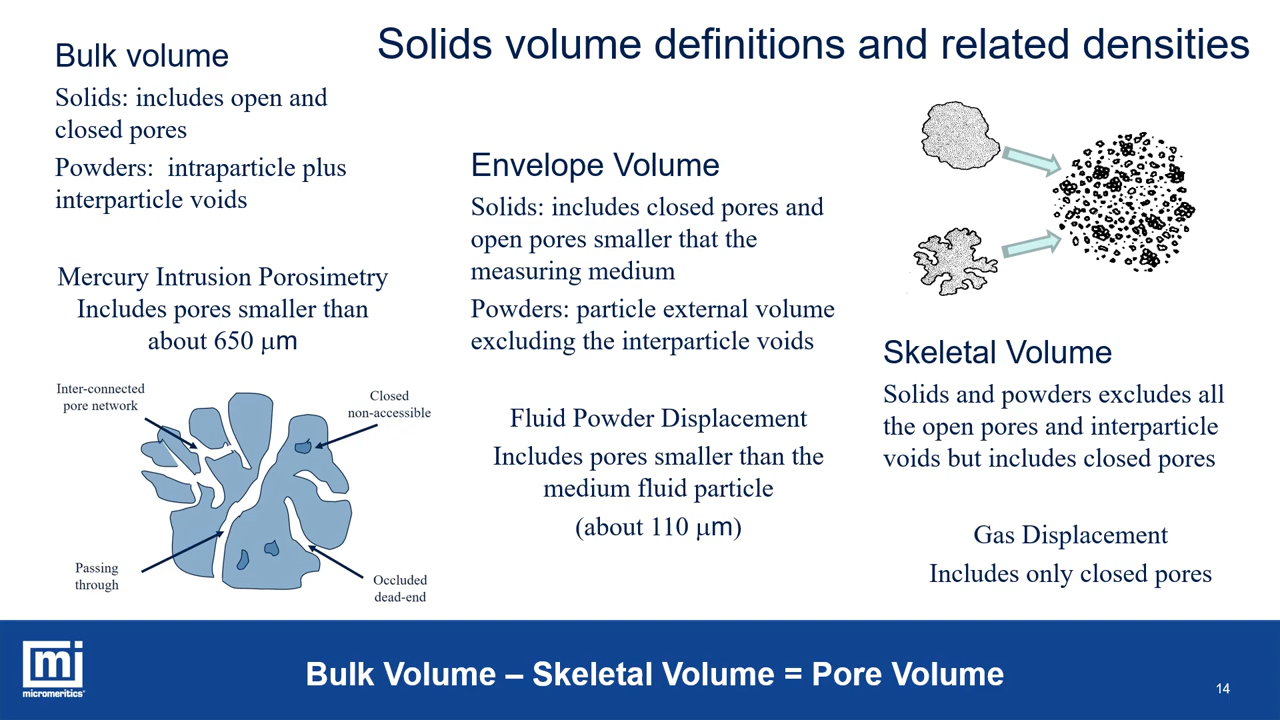 Solids volume definitions and related densities
Bulk volume
Solids: includes open and
closed pores
Powders:  intraparticle plus
interparticle voids
Mercury Intrusion Porosimetry
Includes pores smaller than
about 650 μm
Inter-connected
pore network
Closed
non-accessible
Passing
through
Occluded
dead-end
Envelope Volume
Solids: includes closed pores and
open pores smaller that the
measuring medium
Powders: particle external volume
excluding the interparticle voids
Fluid Powder Displacement
Includes pores smaller than the
medium fluid particle
(about 110 μm)
Skeletal Volume
Solids and powders excludes all
the open pores and interparticle
voids but includes closed pores
Gas Displacement
Includes only closed pores
mi
micromeritics®
Bulk Volume – Skeletal Volume = Pore Volume
14